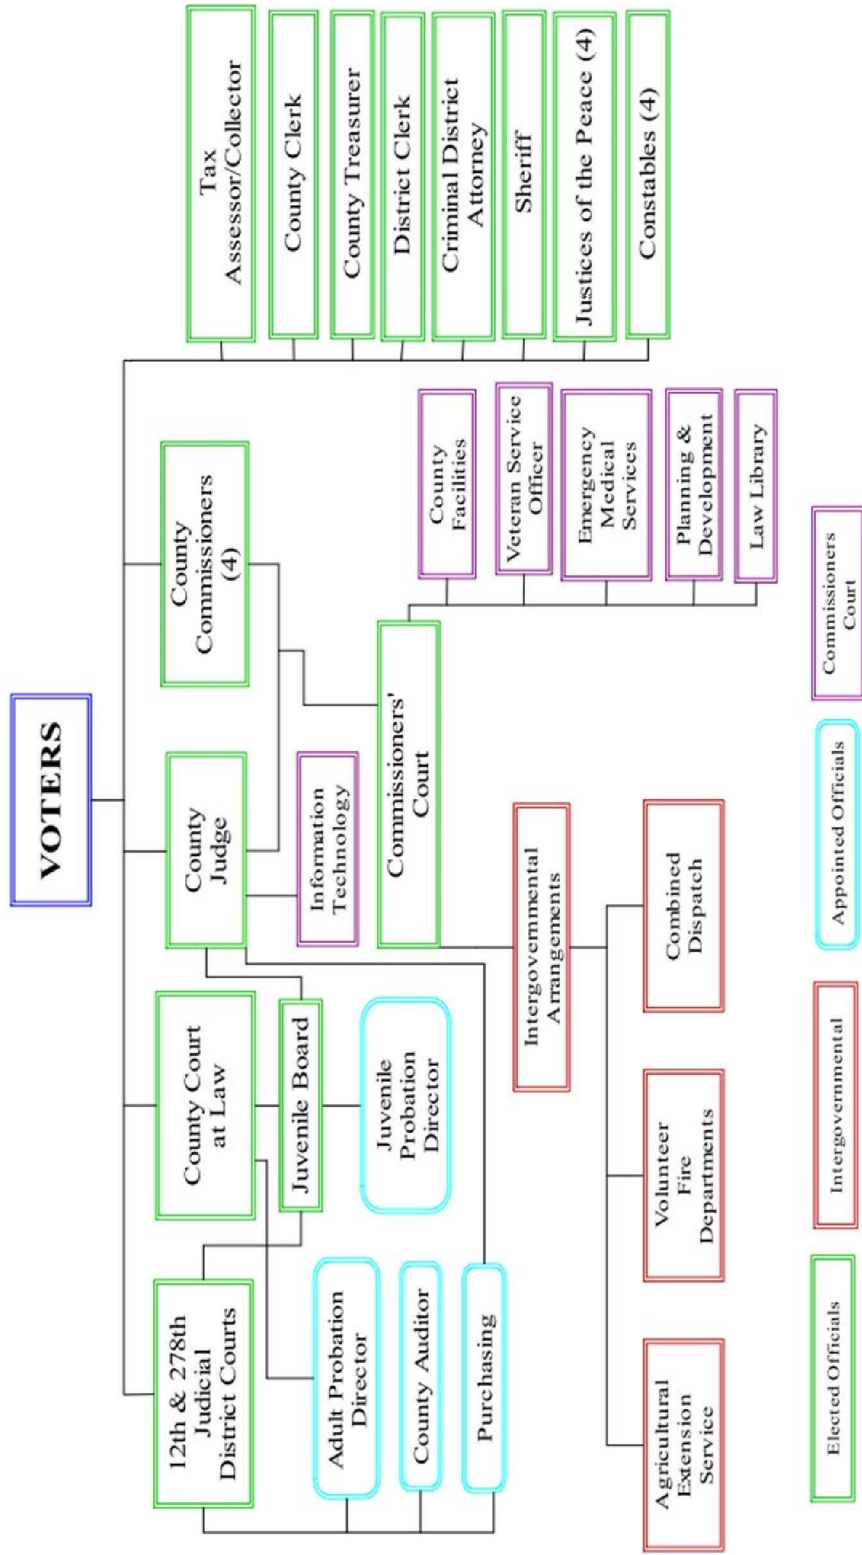 VOTERS
12th & 278th
Judicial
District Courts
County Court
at Law
County
Judge
County
Commissioners
(4)
Tax
Assessor/Collector
County Clerk
County Treasurer
District Clerk
Criminal District
Attorney
Sheriff
Justices of the Peace (4)
Constables (4)
Juvenile Board
Information
Technology
Adult Probation
Director
Juvenile
Probation
Director
County Auditor
Purchasing
Commissioners'
Court
County
Facilities
Veteran Service
Officer
Emergency
Medical
Services
Planning &
Development
Law Library
Intergovernmental
Arrangements
Agricultural
Extension
Service
Volunteer
Fire
Departments
Combined
Dispatch
Elected Officials
Intergovernmental
Appointed Officials
Commissioners
Court